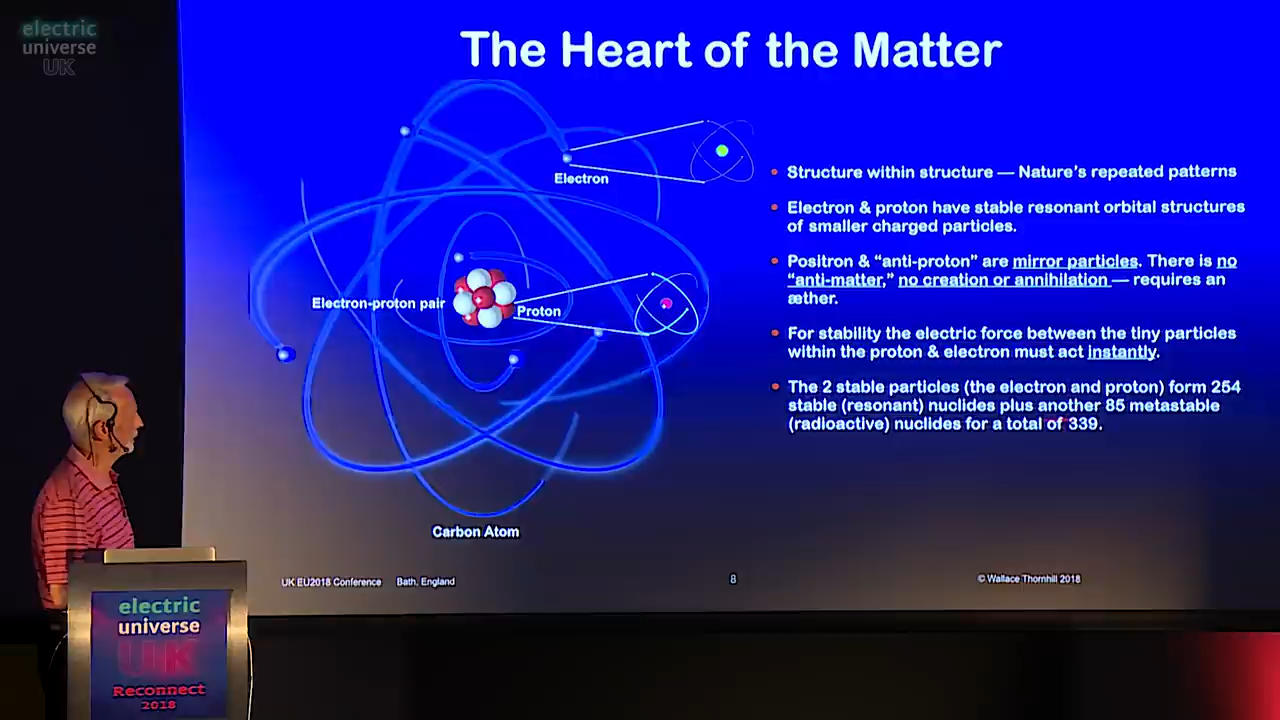 electric
universe
UK
The Heart of the Matter
Electron
Electron-proton pair
Proton
Carbon Atom
• Structure within structure — Nature's repeated patterns
• Electron & proton have stable resonant orbital structures
of smaller charged particles.
• Positron & “anti-proton” are mirror particles. There is no
“anti-matter,” no creation or annihilation — requires an
æther.
• For stability the electric force between the tiny particles
within the proton & electron must act instantly.
• The 2 stable particles (the electron and proton) form 254
stable (resonant) nuclides plus another 85 metastable
(radioactive) nuclides for a total of 339.
UK EU2018 Conference Bath, England
8
© Wallace Thornhill 2018
electric
universe
UK
Reconnect
2018